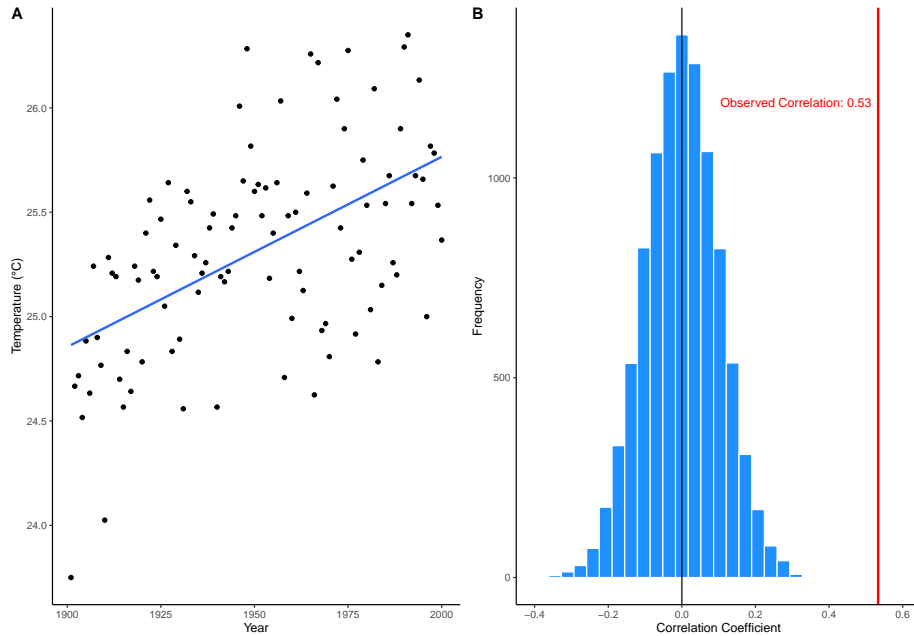 A
Temperature (°C)
26.0
25.5
25.0
24.5
24.0
1900
1925
1950
1975
2000
Year
B
Observed Correlation: 0.53
Frequency
1000
500
0
−0.4
−0.2
0.0
0.2
0.4
0.6
Correlation Coefficient